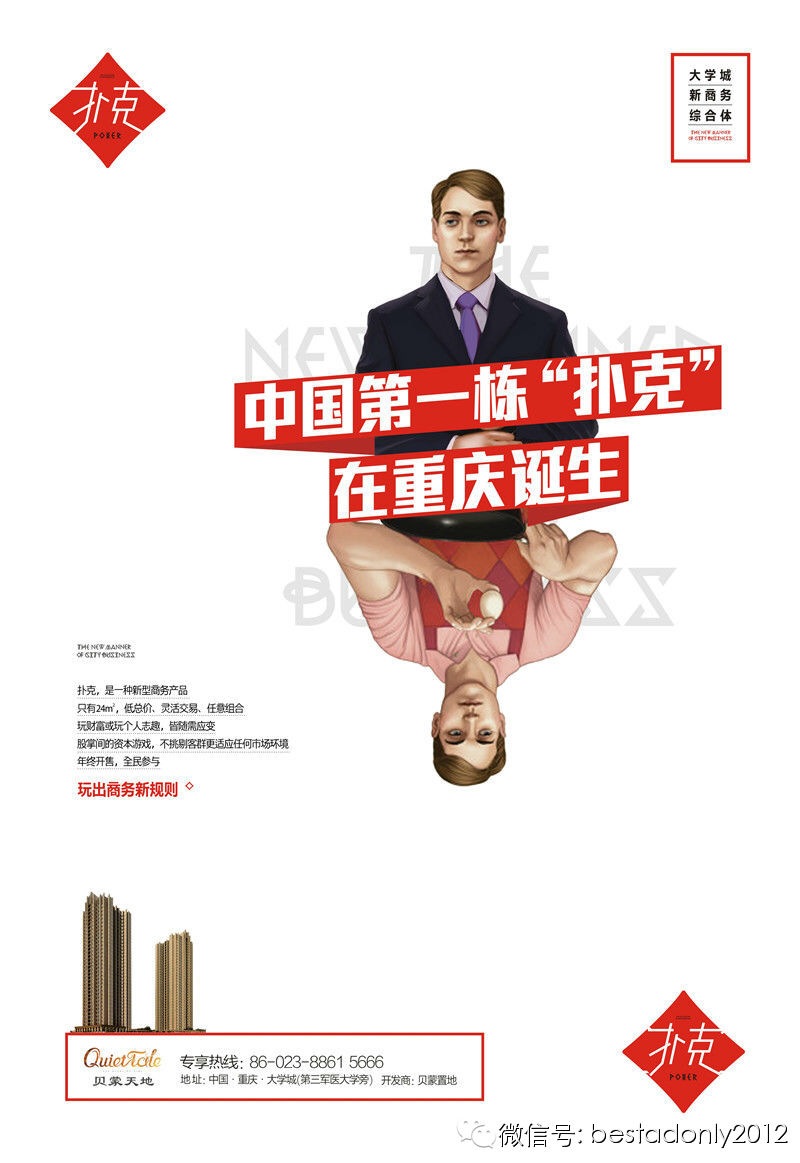 扑克
POKER
大学城
新商务
综合体
THE NEW MANNER
OF CITY BUSINESS
THE
NEW MANNER
中国第一栋“扑克”
在重庆诞生
BUSINESS
THE NEW MANNER
OF CITY BUSINESS
扑克，是一种新型商务产品
只有24m²，低总价、灵活交易、任意组合
玩财富或玩个人志趣，皆随需应变
股掌间的资本游戏，不挑剔客群更适应任何市场环境
年终开售，全民参与
玩出商务新规则
QuietTale
贝蒙天地
专享热线：86-023-8861 5666
地址：中国·重庆·大学城(第三军医大学旁) 开发商：贝蒙置地
扑克
POKER
微信号: bestadonly2012